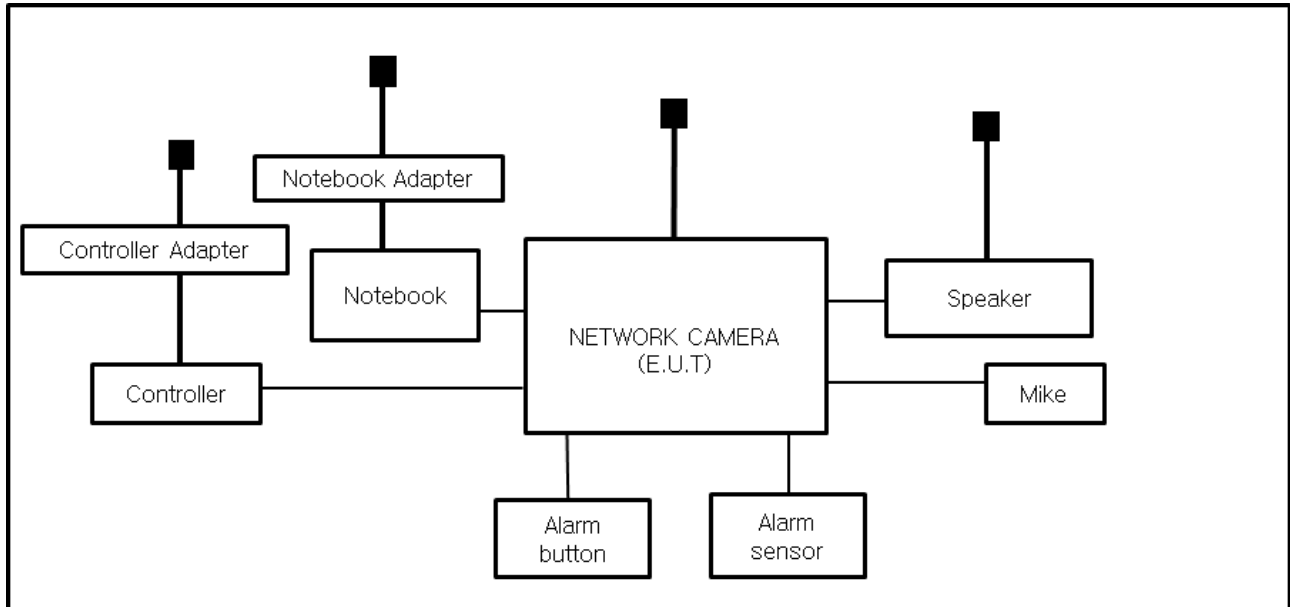 Notebook Adapter
Controller Adapter
Notebook
Speaker
NETWORK CAMERA
(E.U.T)
Controller
Mike
Alarm
button
Alarm
sensor